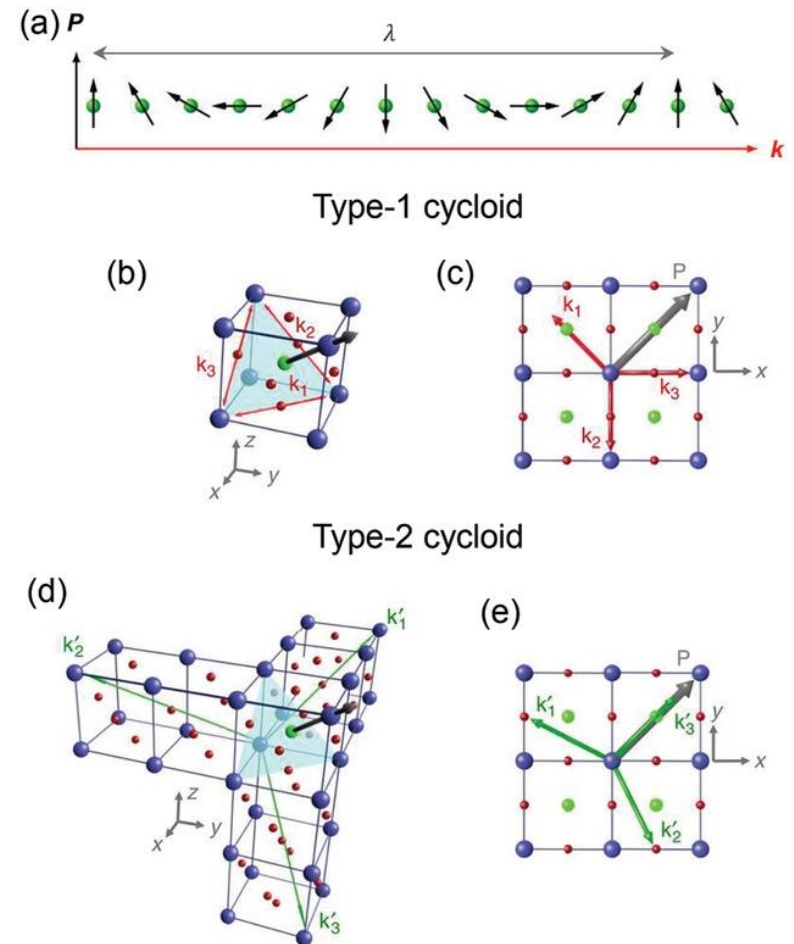 (a) P
λ
k
Type-1 cycloid
(b)
(c)
k₂
k₃
k₁
z
y
x
P
k₁
k₃
k₂
y
x
Type-2 cycloid
(d)
(e)
k′₂
k′₁
k′₃
z
y
x
P
k′₁
k′₃
k′₂
y
x